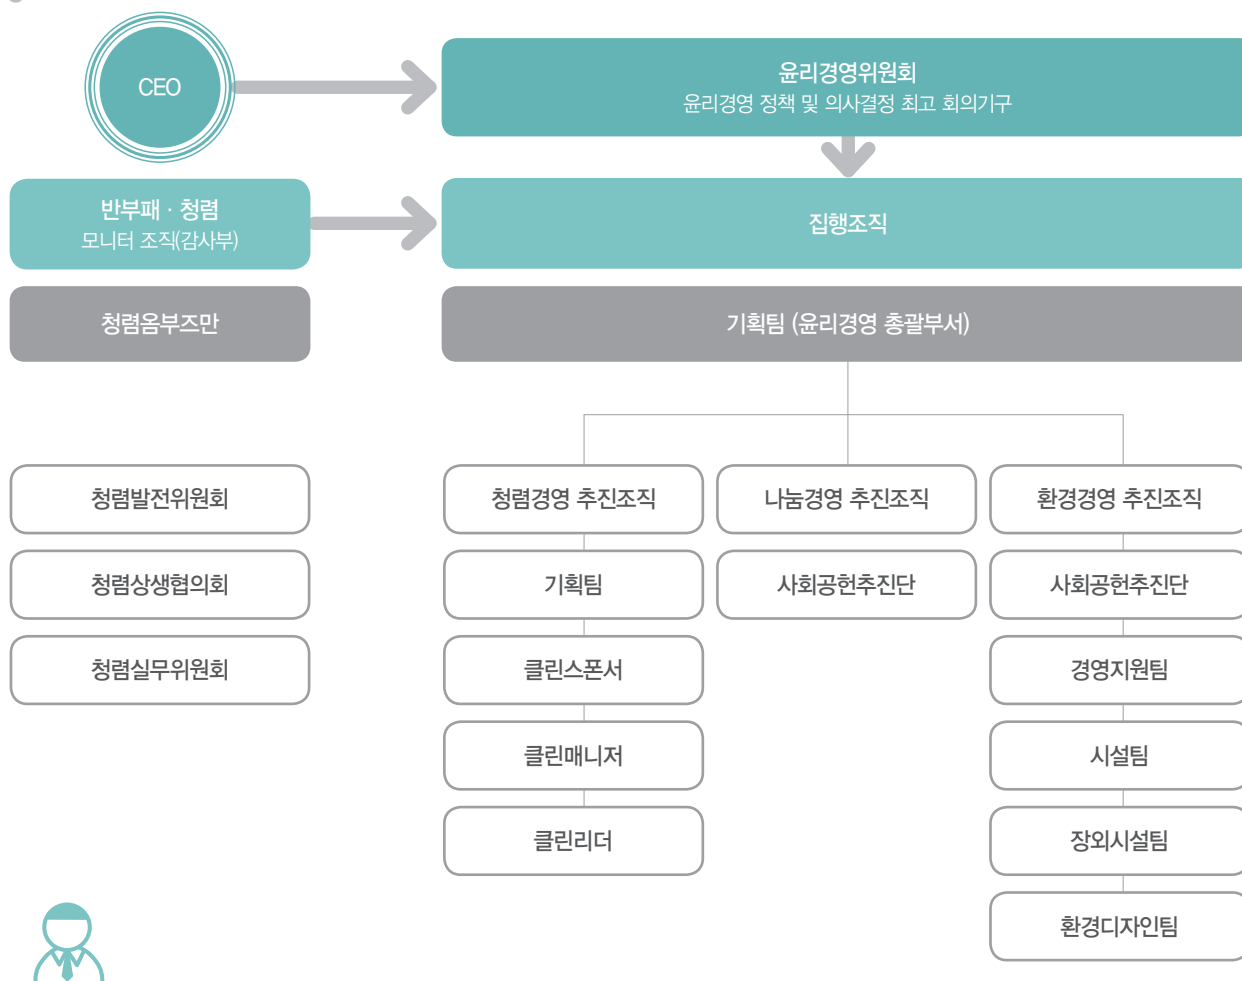 CEO
윤리경영위원회
윤리경영 정책 및 의사결정 최고 회의기구
반부패 · 청렴
모니터 조직(감사부)
집행조직
청렴옴부즈만
기획팀 (윤리경영 총괄부서)
청렴발전위원회
청렴상생협의회
청렴실무위원회
청렴경영 추진조직
기획팀
클린스폰서
클린매니저
클린리더
나눔경영 추진조직
사회공헌추진단
환경경영 추진조직
사회공헌추진단
경영지원팀
시설팀
장외시설팀
환경디자인팀